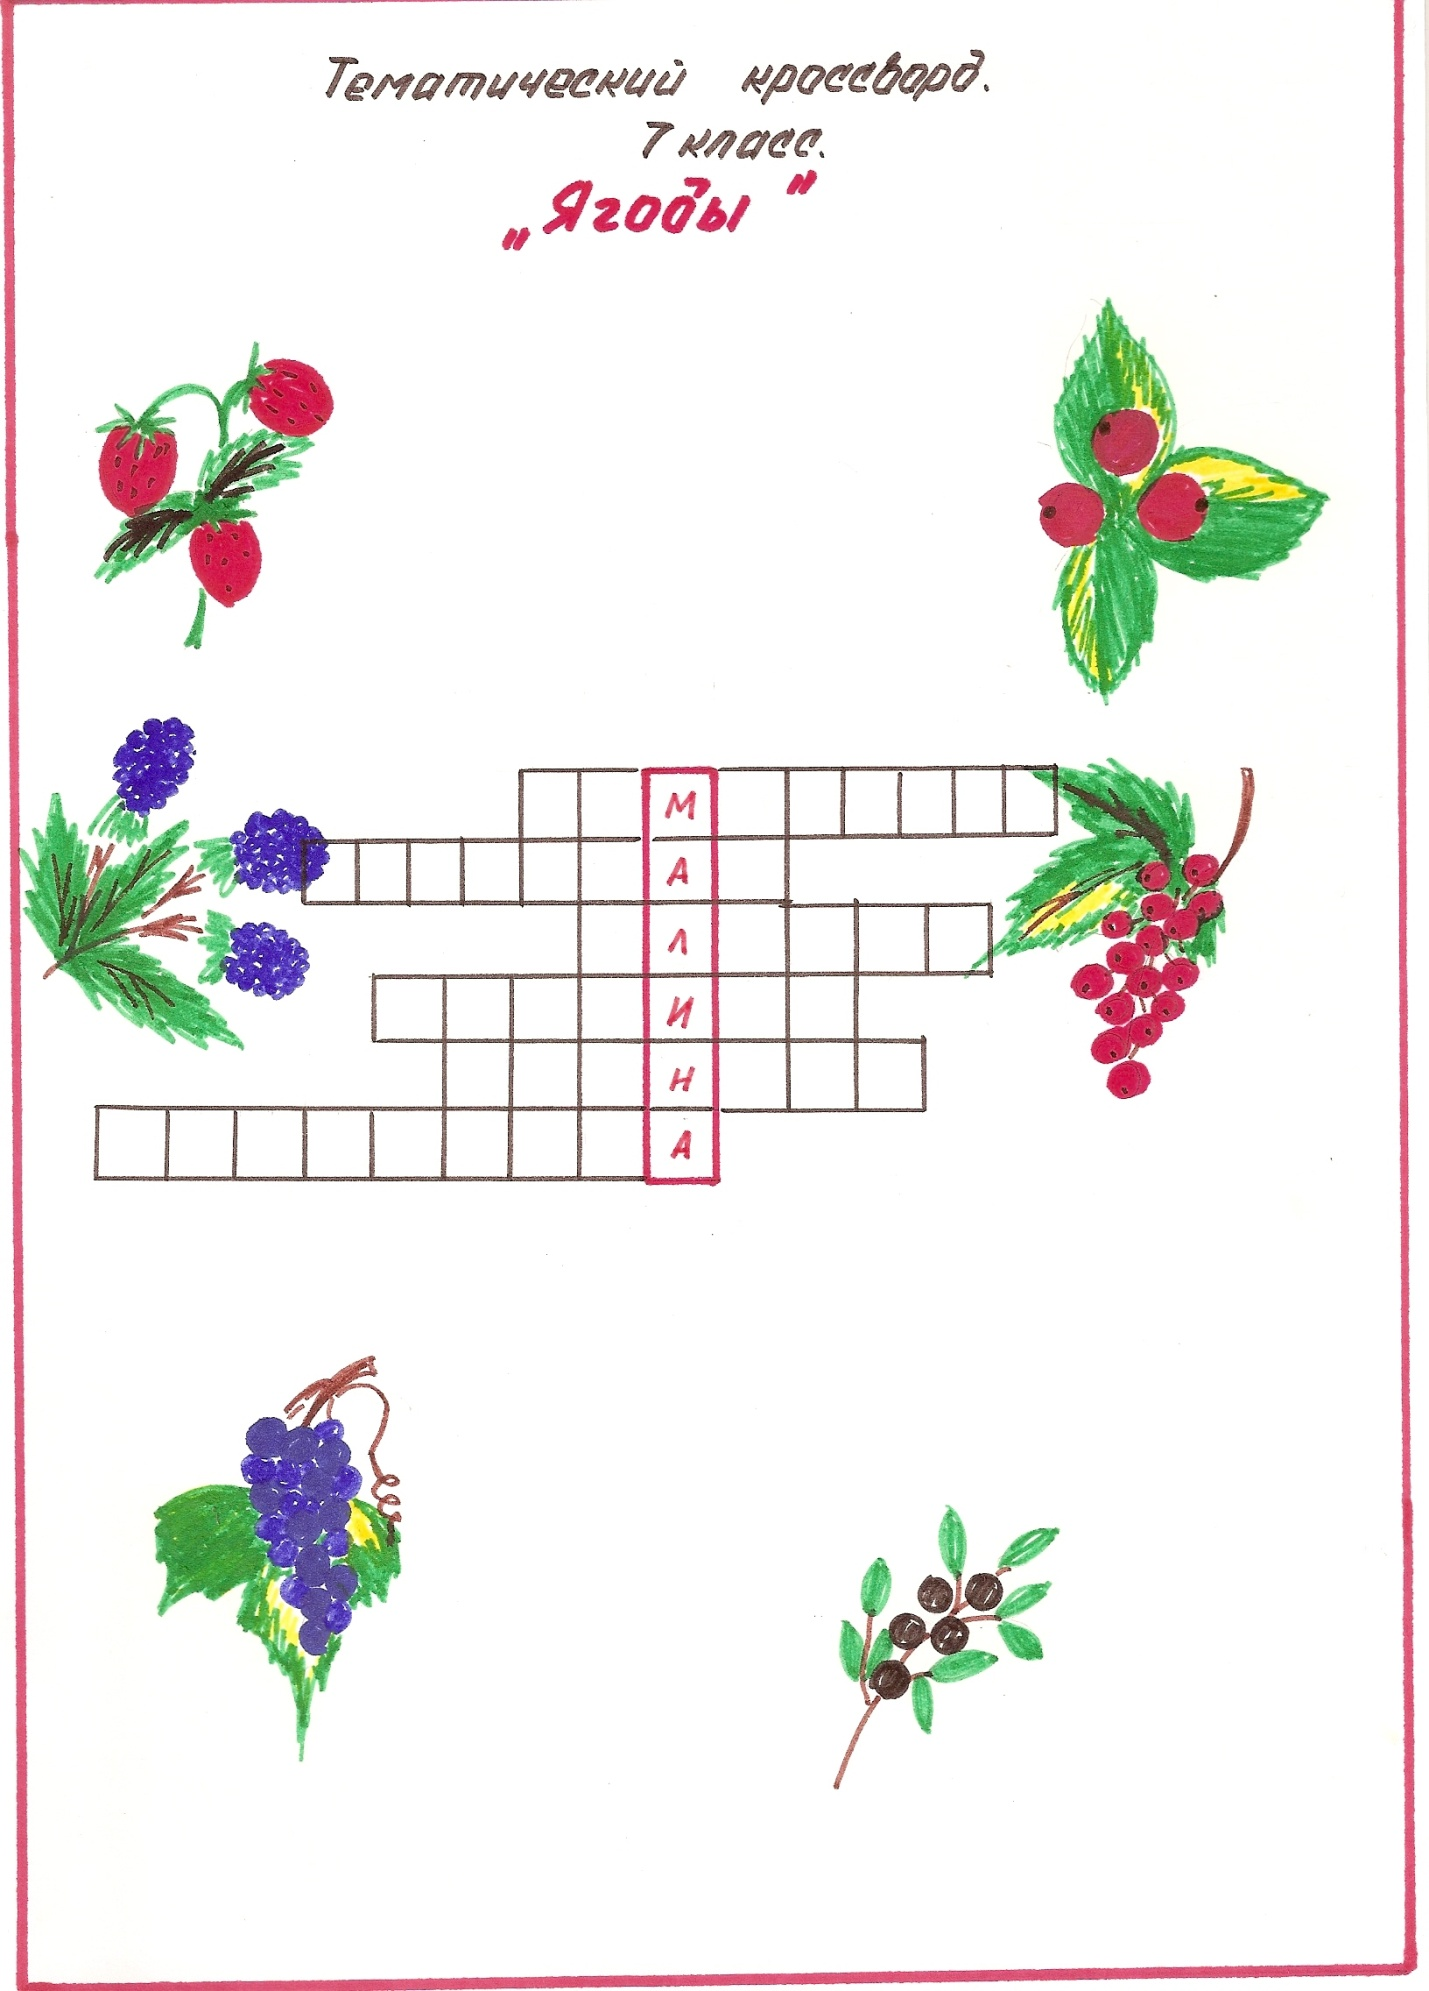 Тематический кроссворд.
7 класс.
„Ягоды"
М
А
Л
И
Н
А